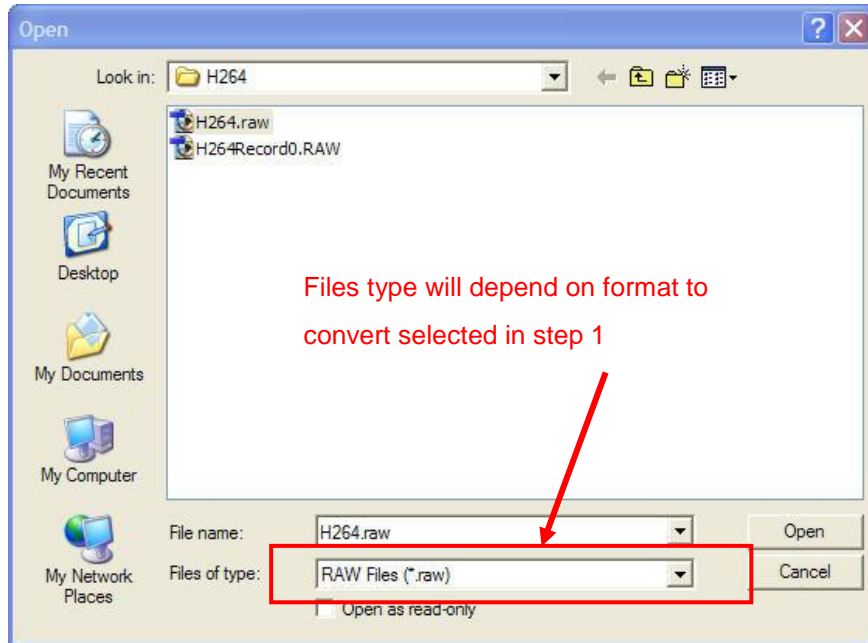 Open
Look in:
H264
H264.raw
H264Record0.RAW
My Recent
Documents
Desktop
My Documents
My Computer
My Network
Places
Files type will depend on format to
convert selected in step 1
File name:
H264.raw
Open
Files of type:
RAW Files (*.raw)
Cancel
Open as read-only